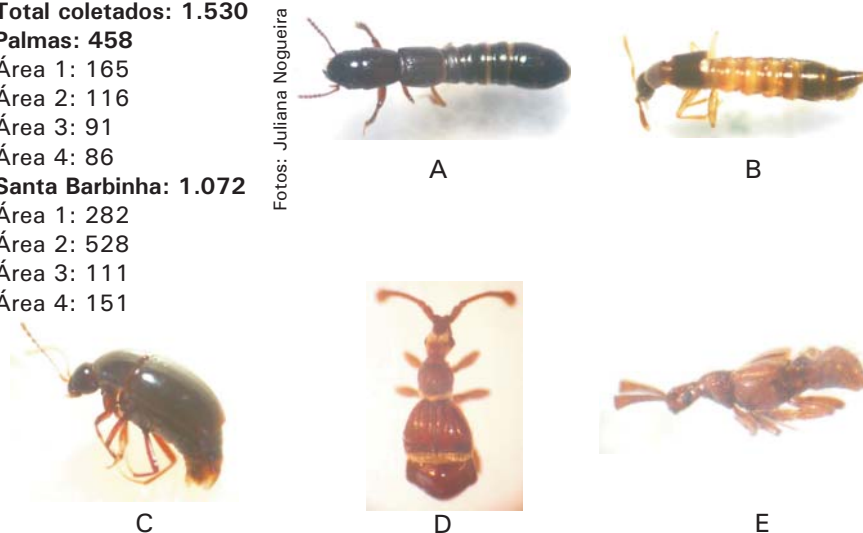 Total coletados: 1.530
Palmas: 458
Área 1: 165
Área 2: 116
Área 3: 91
Área 4: 86
Santa Barbinha: 1.072
Área 1: 282
Área 2: 528
Área 3: 111
Área 4: 151
Fotos: Juliana Nogueira
A
B
C
D
E